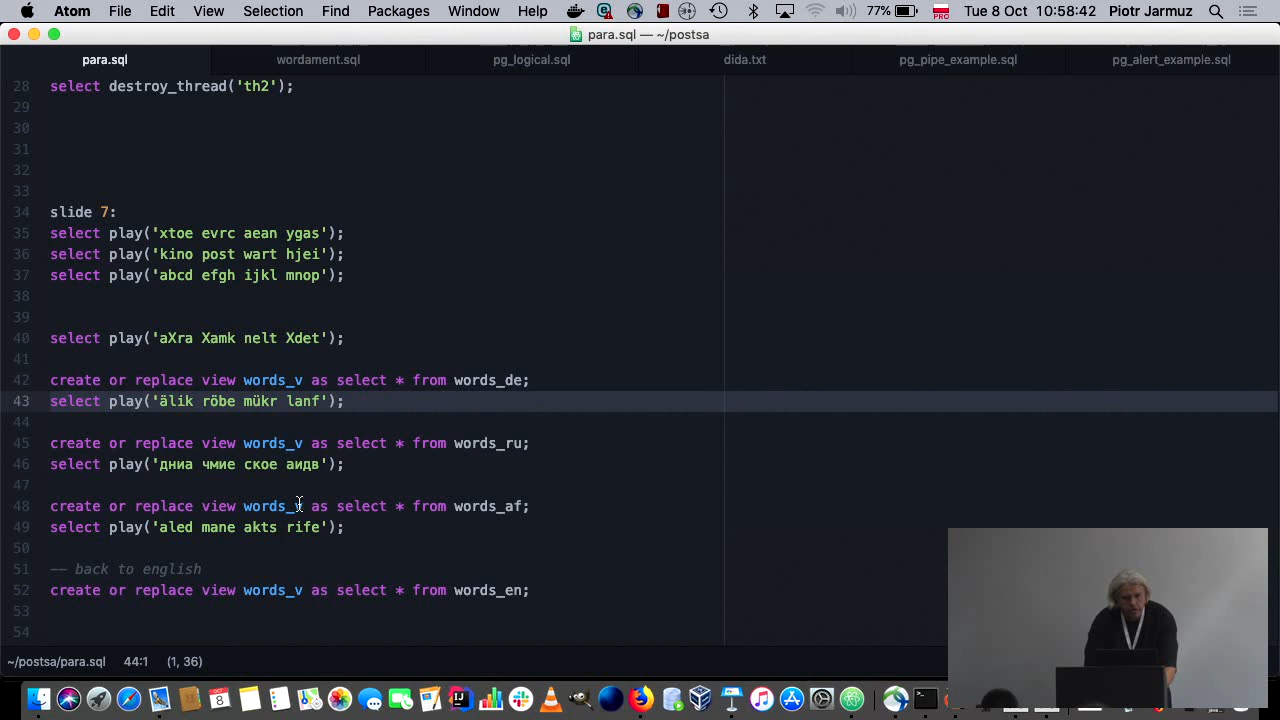 Atom File Edit View Selection Find Packages Window Help 77% PRO Tue 8 Oct 10:58:42 Piotr Jarmuz
para.sql — ~/postsa
para.sql wordament.sql pg_logical.sql dida.txt pg_pipe_example.sql pg_alert_example.sql
28 select destroy_thread('th2');
29
30
31
32
33
34 slide 7:
35 select play('xtoe evrc aean ygas');
36 select play('kino post wart hjei');
37 select play('abcd efgh ijkl mnop');
38
39
40 select play('aXra Xamk nelt Xdet');
41
42 create or replace view words_v as select * from words_de;
43 select play('älik röbe mükr lanf');
44
45 create or replace view words_v as select * from words_ru;
46 select play('дниа чмие ское аидв');
47
48 create or replace view words_v as select * from words_af;
49 select play('aled mane akts rife');
50
51 -- back to english
52 create or replace view words_v as select * from words_en;
53
54
~/postsa/para.sql 44:1 (1, 36)